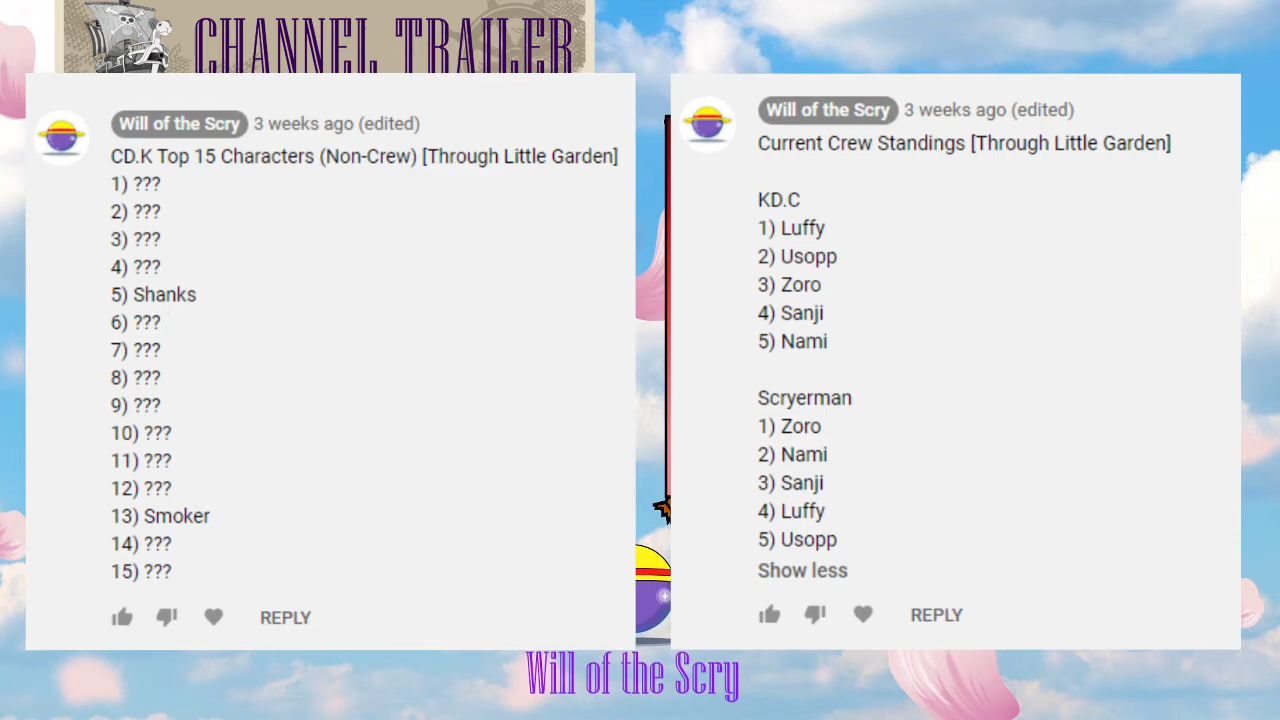 CHANNEL TRAILER
Will of the Scry 3 weeks ago (edited)
CD.K Top 15 Characters (Non-Crew) [Through Little Garden]
1) ???
2) ???
3) ???
4) ???
5) Shanks
6) ???
7) ???
8) ???
9) ???
10) ???
11) ???
12) ???
13) Smoker
14) ???
15) ???
REPLY
Will of the Scry 3 weeks ago (edited)
Current Crew Standings [Through Little Garden]
KD.C
1) Luffy
2) Usopp
3) Zoro
4) Sanji
5) Nami
Scryerman
1) Zoro
2) Nami
3) Sanji
4) Luffy
5) Usopp
Show less
REPLY
Will of the Scry